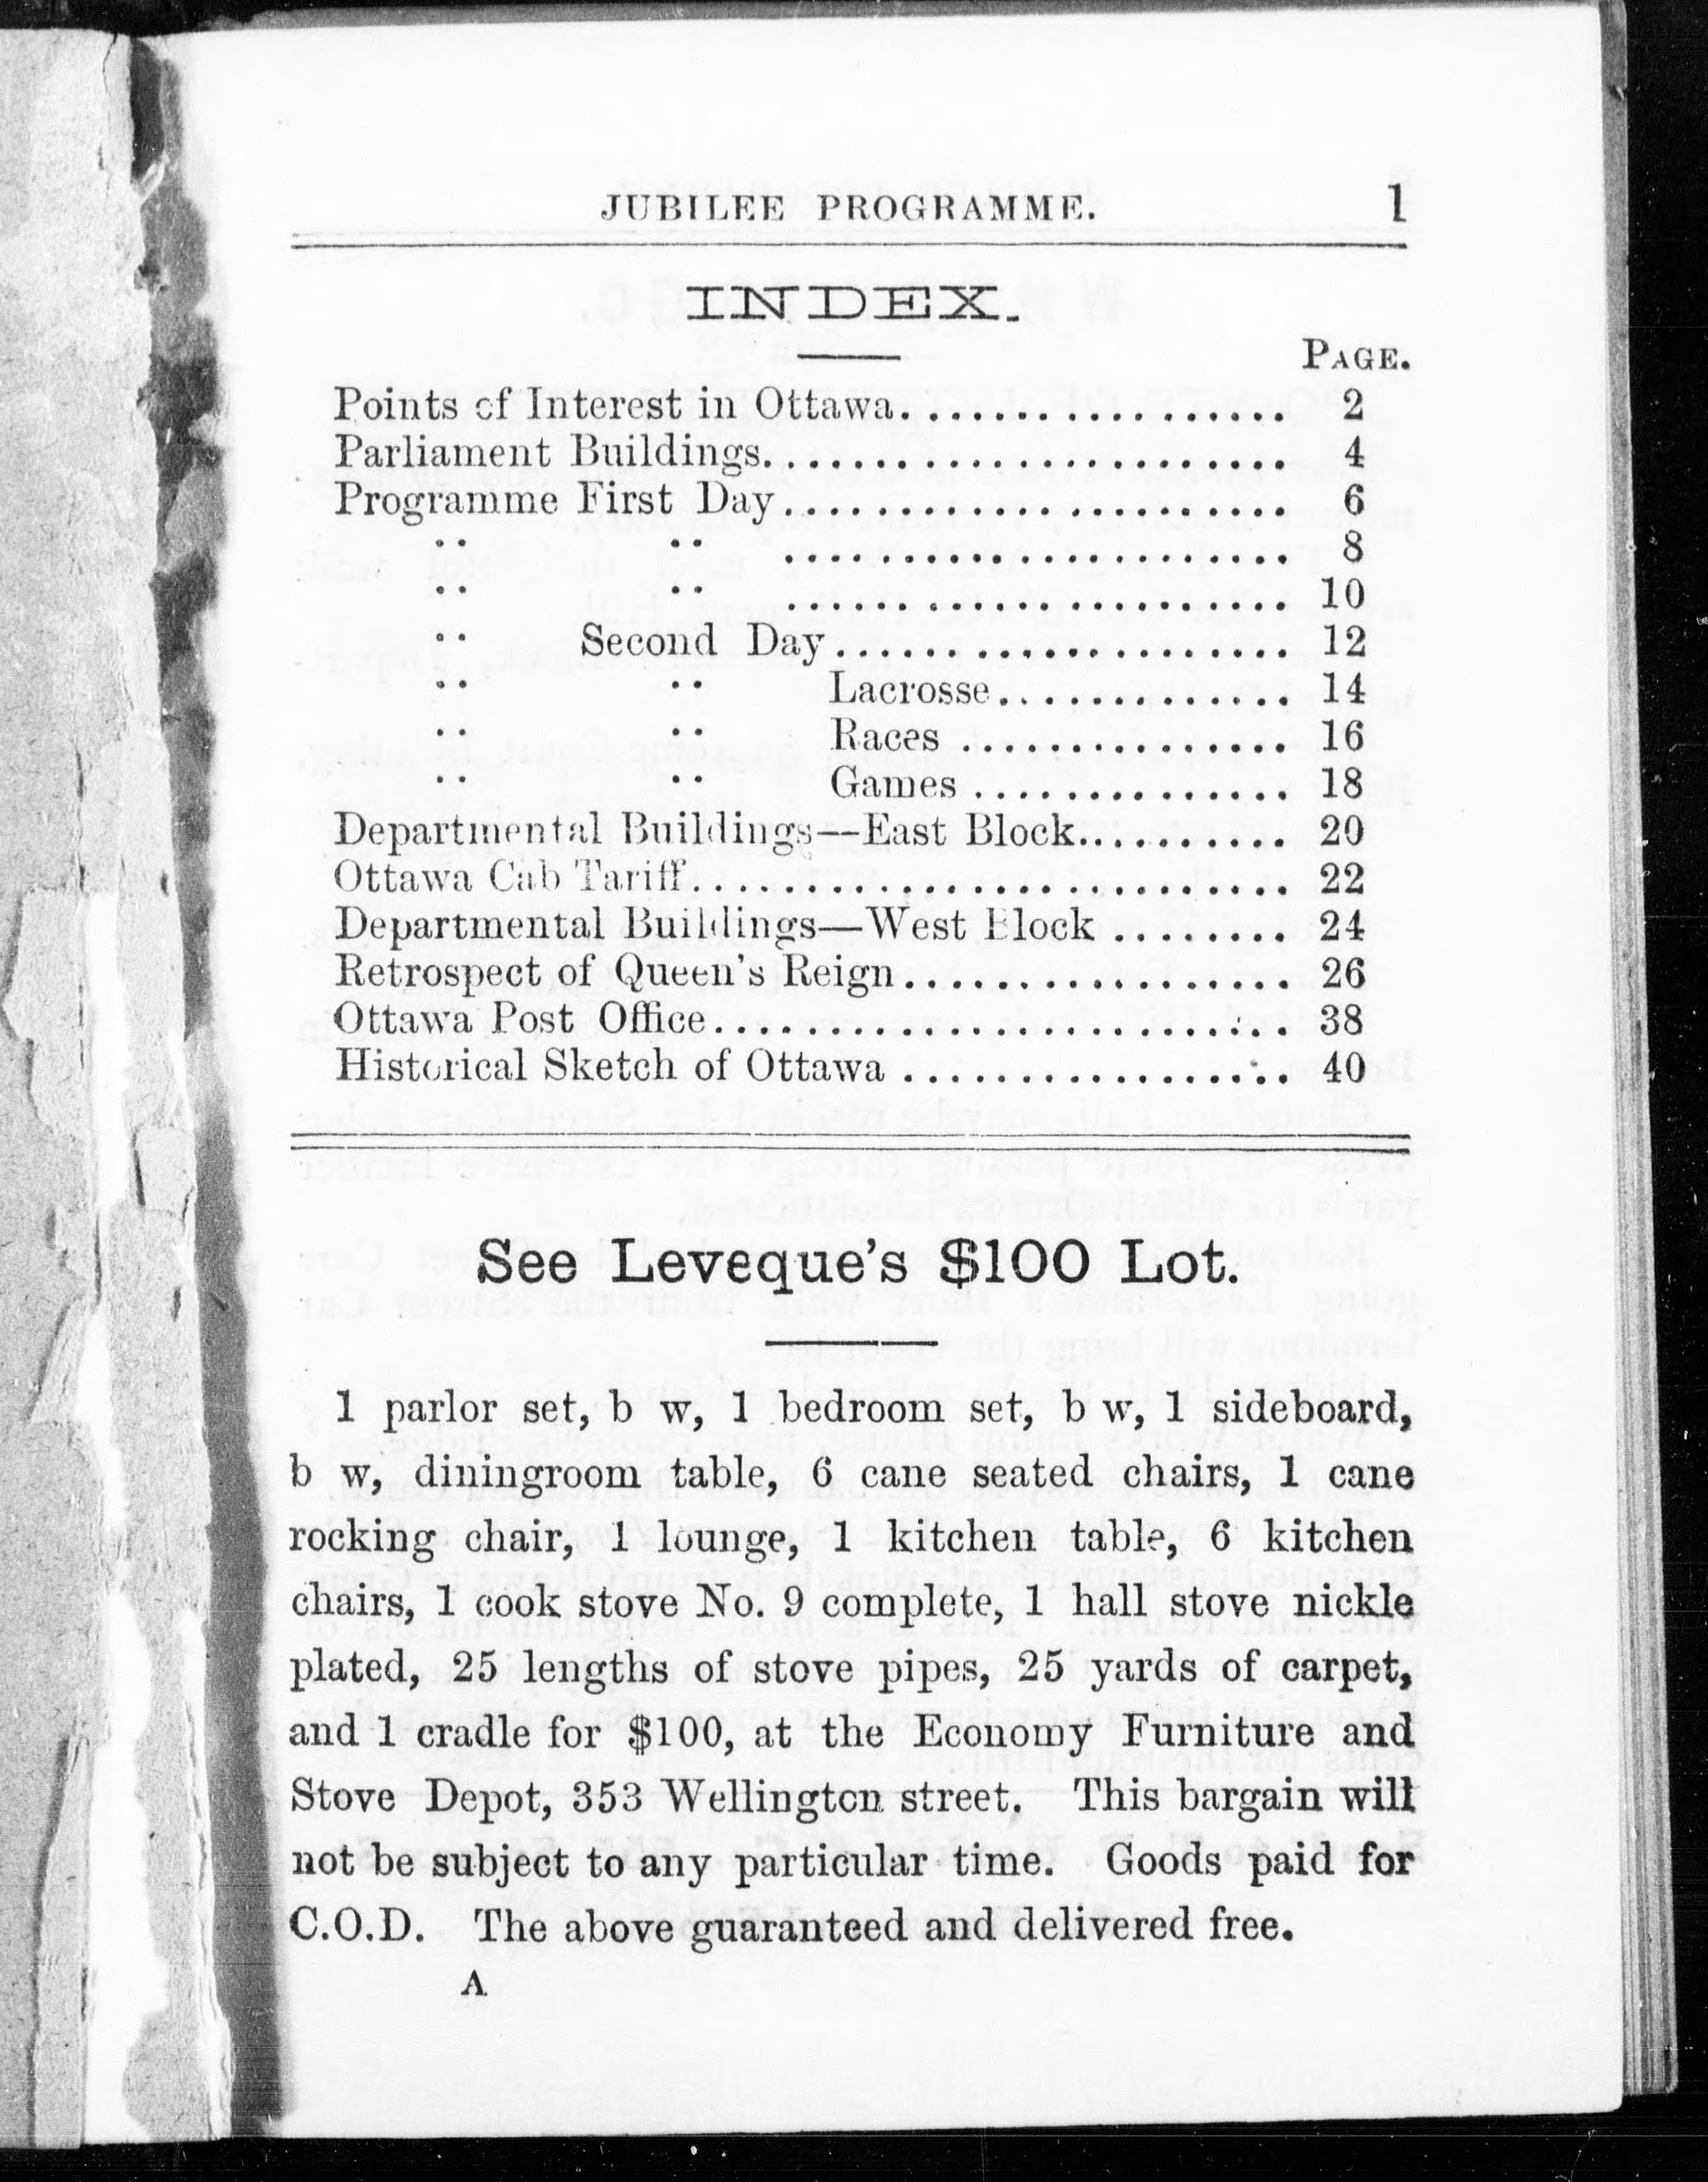 JUBILEE PROGRAMME. 1
INDEX.
PAGE.
Points of Interest in Ottawa................. 2
Parliament Buildings....................... 4
Programme First Day...................... 6
" " ...................... 8
" " ...................... 10
" Second Day.................... 12
" " Lacrosse............. 14
" " Races ............... 16
" " Games .............. 18
Departmental Buildings—East Block.......... 20
Ottawa Cab Tariff.......................... 22
Departmental Buildings—West Block ........ 24
Retrospect of Queen's Reign................. 26
Ottawa Post Office......................... 38
Historical Sketch of Ottawa ................. 40
See Leveque's $100 Lot.
1 parlor set, b w, 1 bedroom set, b w, 1 sideboard,
b w, diningroom table, 6 cane seated chairs, 1 cane
rocking chair, 1 lounge, 1 kitchen table, 6 kitchen
chairs, 1 cook stove No. 9 complete, 1 hall stove nickle
plated, 25 lengths of stove pipes, 25 yards of carpet,
and 1 cradle for $100, at the Economy Furniture and
Stove Depot, 353 Wellington street. This bargain will
not be subject to any particular time. Goods paid for
C.O.D. The above guaranteed and delivered free.
A